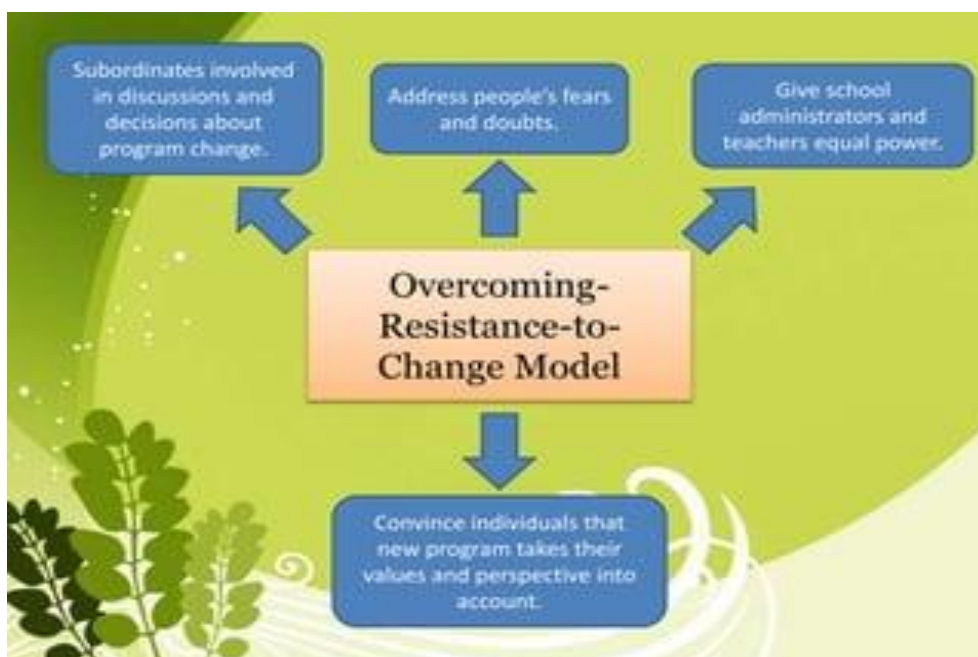 Subordinates involved
in discussions and
decisions about
program change.
Address people's fears
and doubts.
Give school
administrators and
teachers equal power.
Overcoming-
Resistance-to-
Change Model
Convince individuals that
new program takes their
values and perspective into
account.